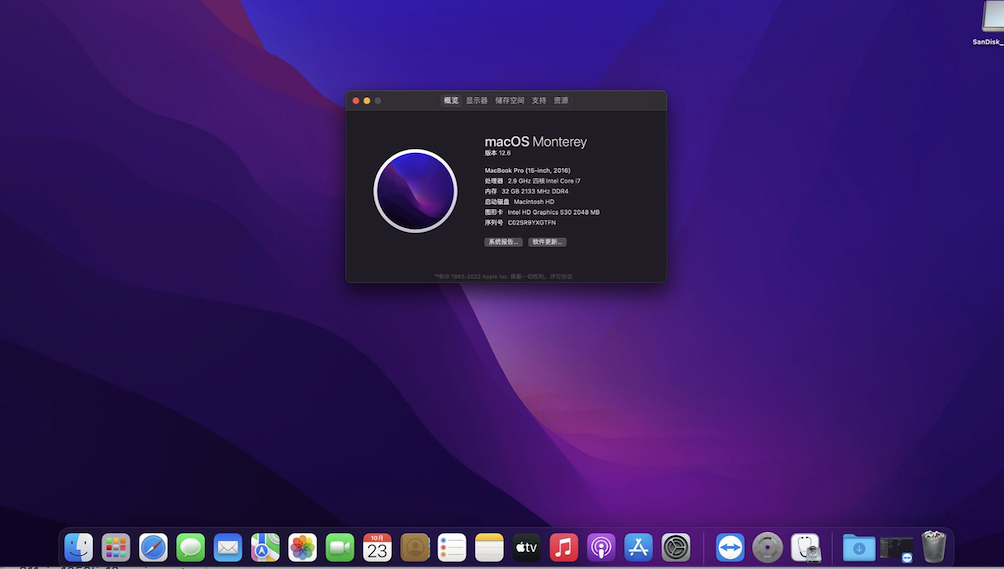 SanDisk_
概览 显示器 储存空间 支持 资源
macOS Monterey
版本 12.6
MacBook Pro (15-inch, 2016)
处理器 2.9 GHz 四核Intel Core i7
内存 32 GB 2133 MHz DDR4
启动磁盘 Macintosh HD
图形卡 Intel HD Graphics 530 2048 MB
序列号 C02SR9YXGTFN
系统报告... 软件更新...
™和© 1983-2022 Apple Inc. 保留一切权利。许可协议
10月
23
tv